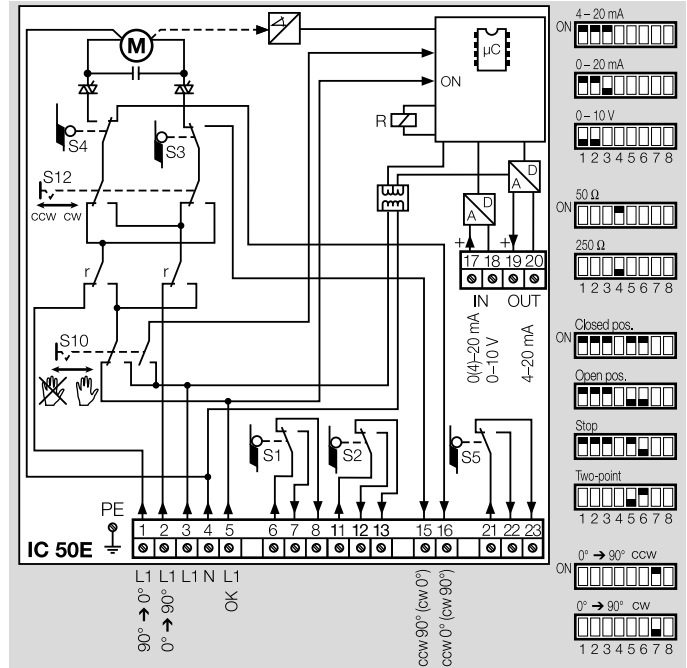 M
µC
ON
R
S4
S3
S12
ccw cw
D
A
D
A
+
+
17 18 19 20
IN OUT
0(4)–20 mA
0–10 V
4–20 mA
r
r
S10
S1
S2
S5
PE
1 2 3 4 5 6 7 8 11 12 13 15 16 21 22 23
IC 50E
L1
90° → 0°
L1
0° → 90°
L1
N
L1
OK
ccw 90° (cw 0°)
ccw 0° (cw 90°)
4–20 mA
ON
0–20 mA
0–10 V
1 2 3 4 5 6 7 8
50 Ω
ON
250 Ω
1 2 3 4 5 6 7 8
Closed pos.
ON
Open pos.
Stop
Two-point
1 2 3 4 5 6 7 8
0° → 90° ccw
ON
0° → 90° cw
1 2 3 4 5 6 7 8